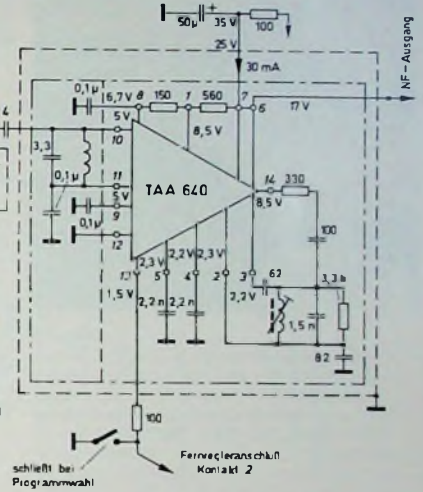 50µ
+
35 V
100
25 V
30 mA
NF-Ausgang
0,1µ
6,7 V
8
150
1
560
7
6
17 V
4
5 V
10
8,5 V
3,3
0,1µ
11
5 V
9
0,1µ
12
TAA 640
14
330
8,5 V
100
13
1,5 V
2,3 V
5
2,2 V
4
2,3 V
2
3
2,2 V
62
3,3 k
2,2 n
2,2 n
1,5 n
82
100
schließt bei
Programmwahl
Fernregleranschluß
Kontakt 2